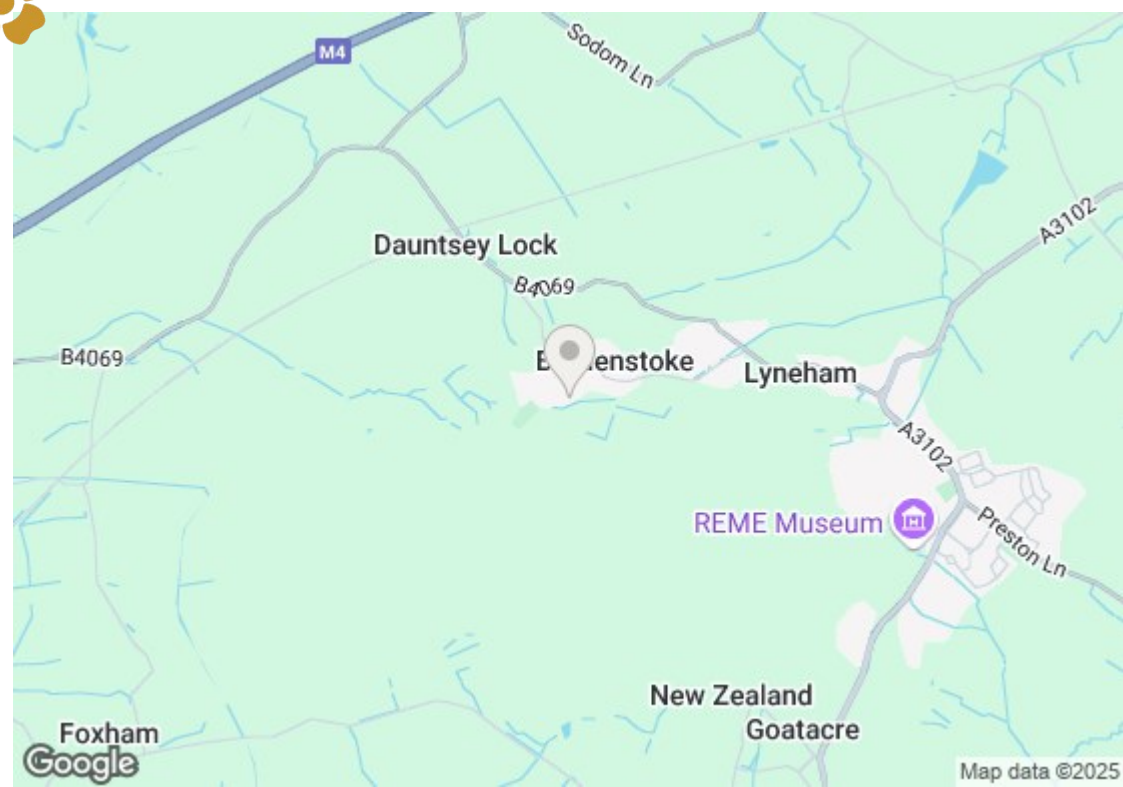 M4
Sodom Ln
A3102
Dauntsey Lock
B4069
B4069
Lyneham
A3102
REME Museum
Preston Ln
New Zealand
Goatacre
Foxham
Google
Map data ©2025